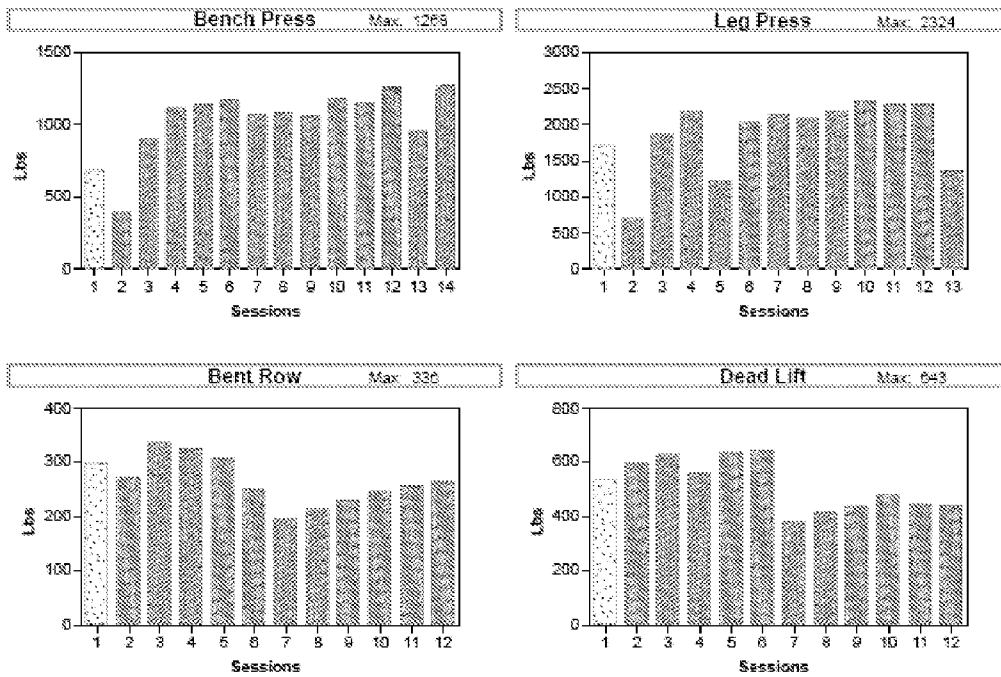 Bench Press Max: 1269
1500
1000
500
0
Lbs
1 2 3 4 5 6 7 8 9 10 11 12 13 14
Sessions
Leg Press Max: 2324
3000
2500
2000
1500
1000
500
0
Lbs
1 2 3 4 5 6 7 8 9 10 11 12 13
Sessions
Bent Row Max: 336
400
300
200
100
0
Lbs
1 2 3 4 5 6 7 8 9 10 11 12
Sessions
Dead Lift Max: 643
800
600
400
200
0
Lbs
1 2 3 4 5 6 7 8 9 10 11 12
Sessions